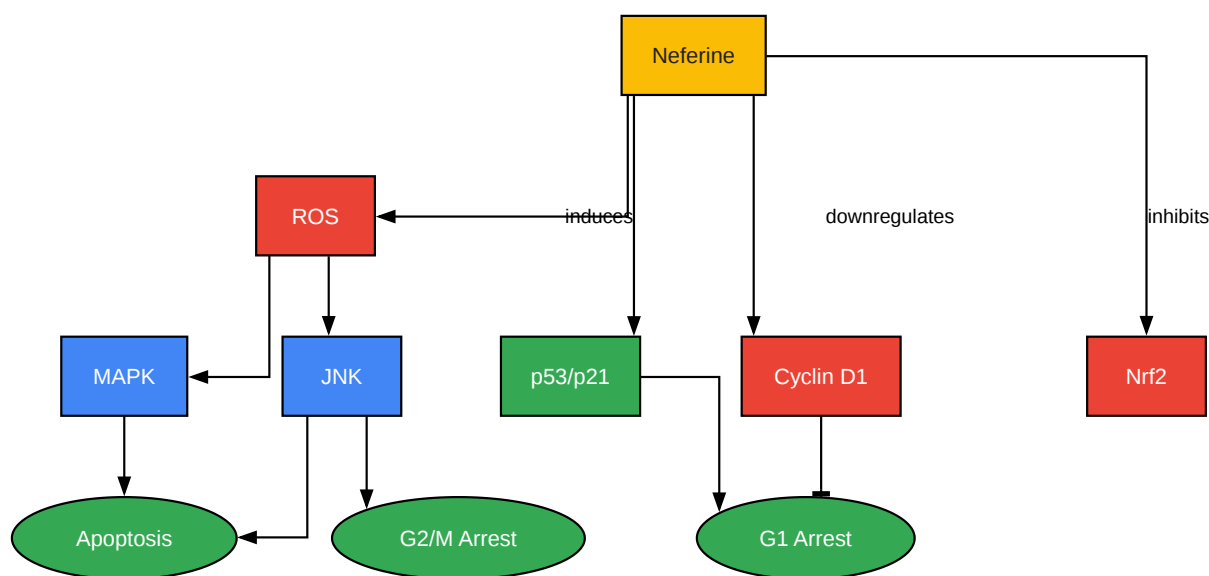 Neferine
ROS
induces
downregulates
inhibits
MAPK
JNK
p53/p21
Cyclin D1
Nrf2
Apoptosis
G2/M Arrest
G1 Arrest